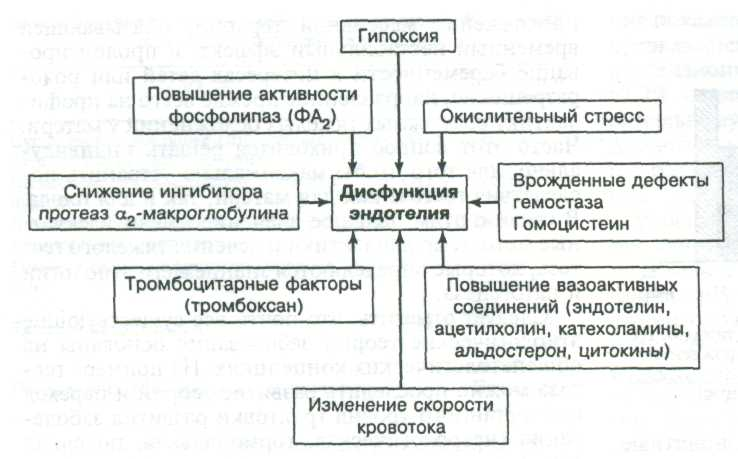 Гипоксия
Повышение активности
фосфолипаз (ФА₂)
Окислительный стресс
Снижение ингибитора
протеаз α₂-макроглобулина
Дисфункция
эндотелия
Врожденные дефекты
гемостаза
Гомоцистеин
Тромбоцитарные факторы
(тромбоксан)
Повышение вазоактивных
соединений (эндотелин,
ацетилхолин, катехоламины,
альдостерон, цитокины)
Изменение скорости
кровотока